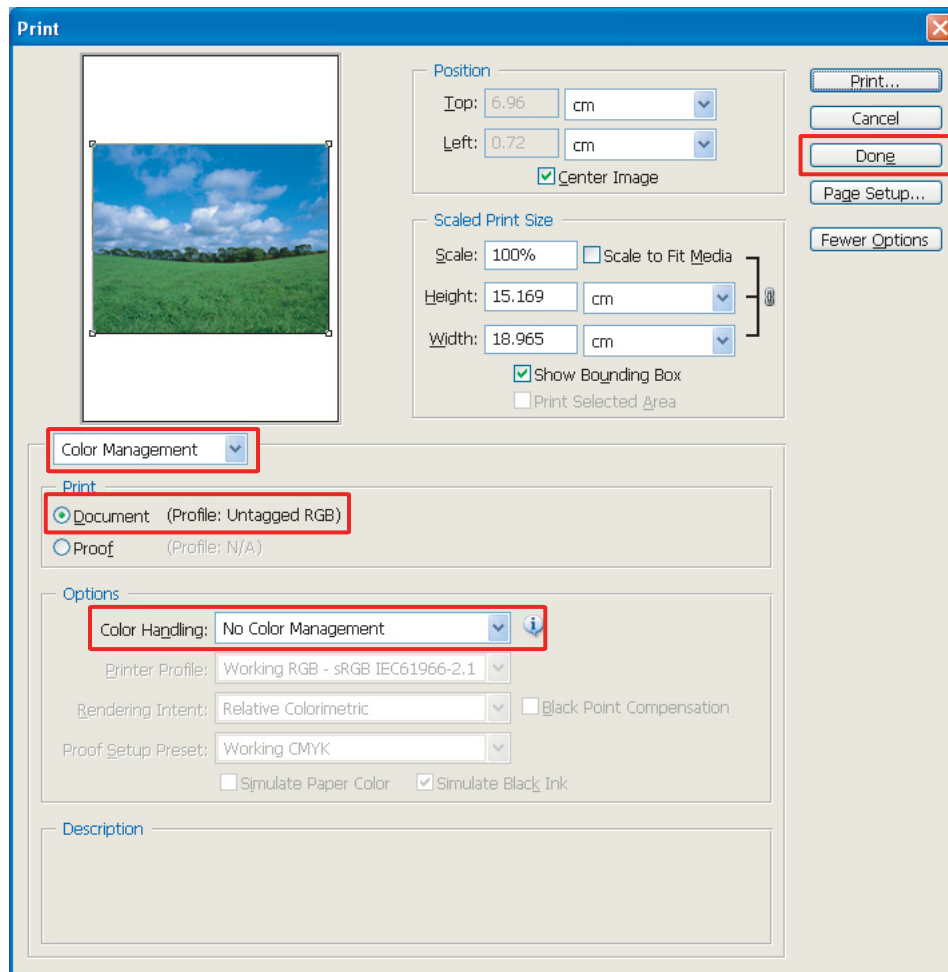 Print
Position
Top: 6.96 cm
Left: 0.72 cm
Center Image
Print...
Cancel
Done
Page Setup...
Fewer Options
Scaled Print Size
Scale: 100% Scale to Fit Media
Height: 15.169 cm
Width: 18.965 cm
Show Bounding Box
Print Selected Area
Color Management
Print
Document (Profile: Untagged RGB)
Proof (Profile: N/A)
Options
Color Handling: No Color Management
Printer Profile: Working RGB - sRGB IEC61966-2.1
Rendering Intent: Relative Colorimetric Black Point Compensation
Proof Setup Preset: Working CMYK
Simulate Paper Color Simulate Black Ink
Description